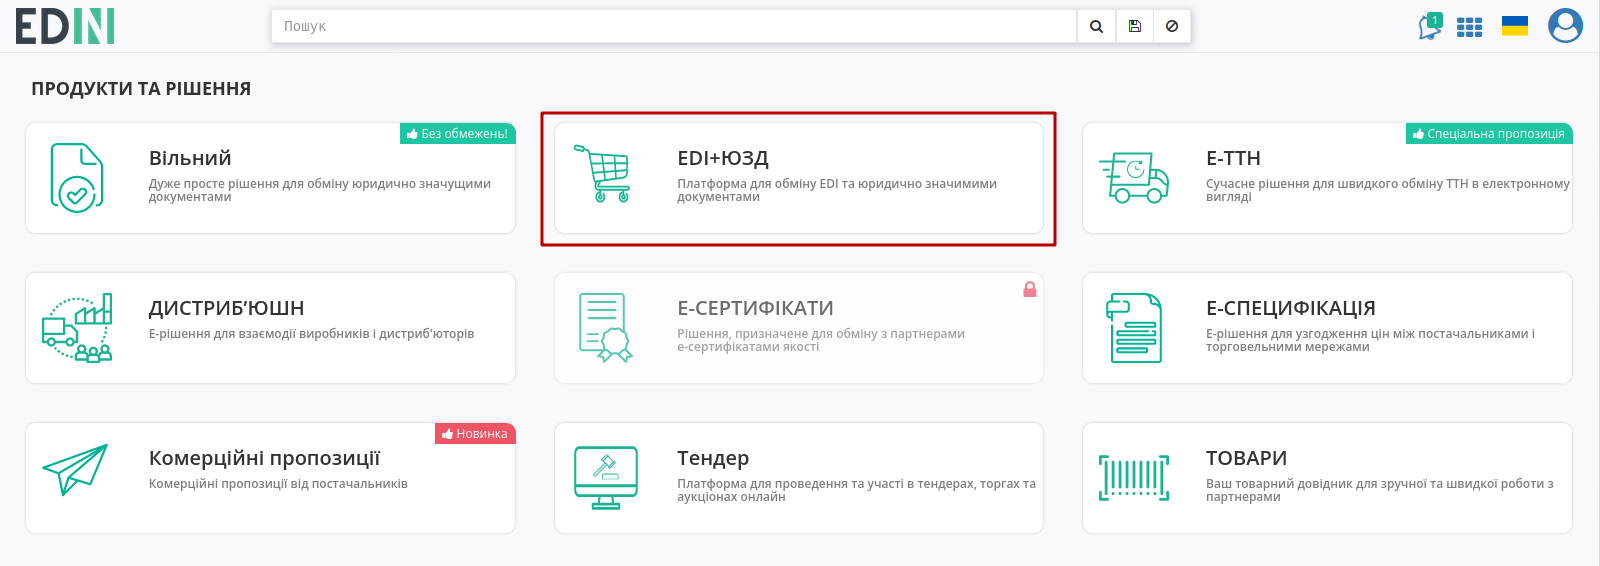 EDIN
Пошук
1
ПРОДУКТИ ТА РІШЕННЯ
Без обмежень!
Вільний
Дуже просте рішення для обміну юридично значущими
документами
EDI+ЮЗД
Платформа для обміну EDI та юридично значимими
документами
Спеціальна пропозиція
Е-ТТН
Сучасне рішення для швидкого обміну ТТН в електронному
вигляді
ДИСТРИБ‘ЮШН
Е-рішення для взаємодії виробників і дистриб'юторів
Е-СЕРТИФІКАТИ
Рішення, призначене для обміну з партнерами
е-сертифікатами якості
Е-СПЕЦИФІКАЦІЯ
Е-рішення для узгодження цін між постачальниками і
торговельними мережами
Новинка
Комерційні пропозиції
Комерційні пропозиції від постачальників
Тендер
Платформа для проведення та участі в тендерах, торгах та
аукціонах онлайн
ТОВАРИ
Ваш товарний довідник для зручної та швидкої роботи з
партнерами